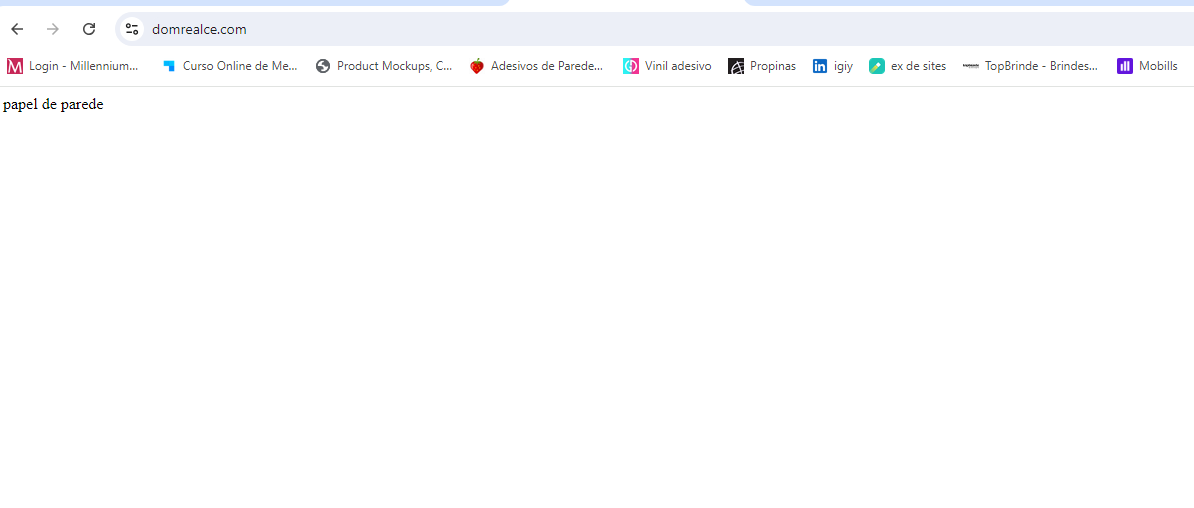 domrealce.com
Login - Millennium... Curso Online de Me... Product Mockups, C... Adesivos de Parede... Vinil adesivo Propinas igiy ex de sites TopBrinde - Brindes... Mobills
papel de parede